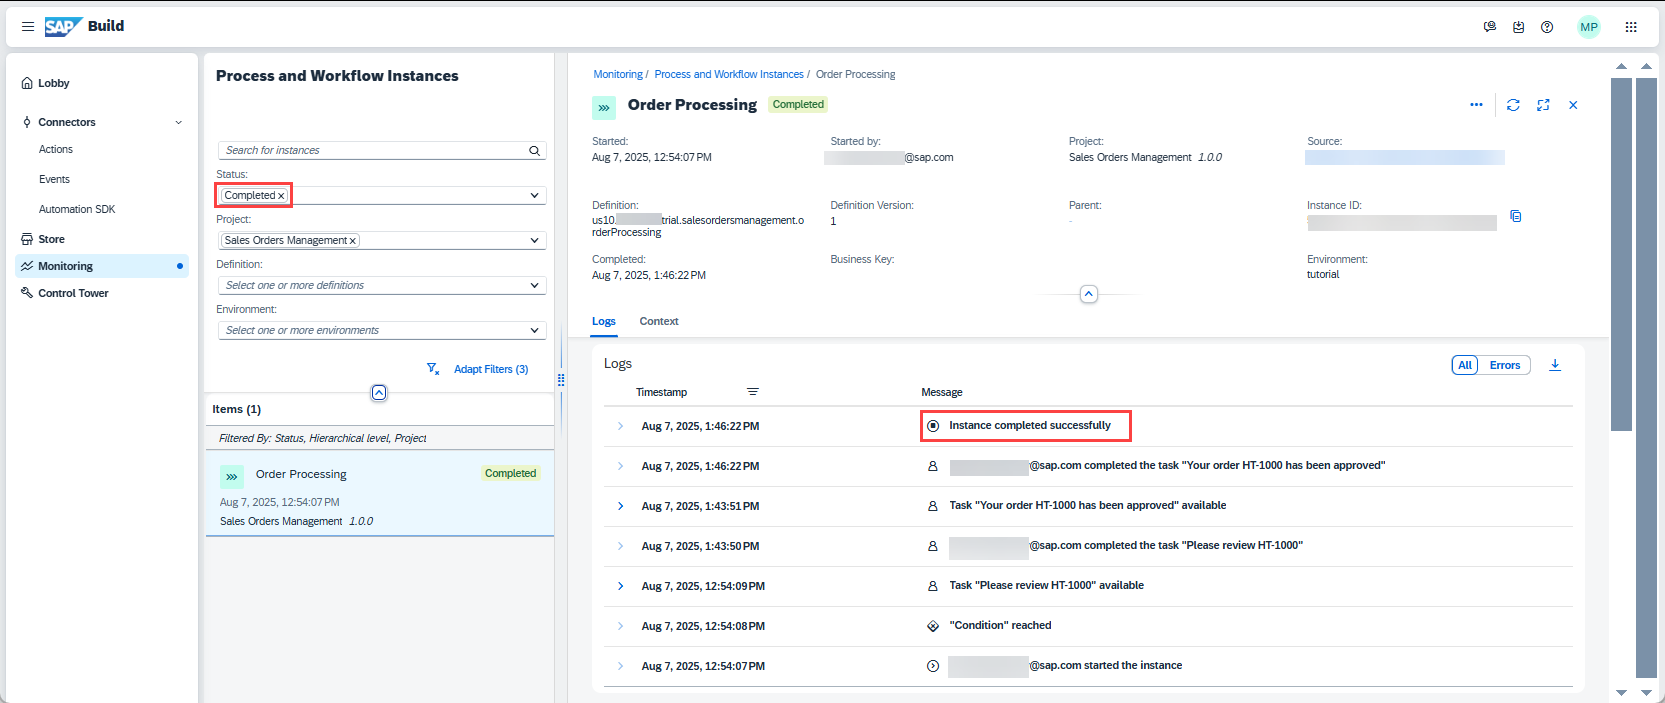 SAP Build
MP
Lobby
Connectors
Actions
Events
Automation SDK
Store
Monitoring
Control Tower
Process and Workflow Instances
Search for instances
Status:
Completed
Project:
Sales Orders Management
Definition:
Select one or more definitions
Environment:
Select one or more environments
Adapt Filters (3)
Items (1)
Filtered By: Status, Hierarchical level, Project
Order Processing Completed
Aug 7, 2025, 12:54:07 PM
Sales Orders Management 1.0.0
Monitoring / Process and Workflow Instances / Order Processing
Order Processing Completed
Started: Started by: Project: Source:
Aug 7, 2025, 12:54:07 PM @sap.com Sales Orders Management 1.0.0
Definition: Definition Version: Parent: Instance ID:
us10. trial.salesordersmanagement.o 1 -
rderProcessing
Completed: Business Key: Environment:
Aug 7, 2025, 1:46:22 PM tutorial
Logs Context
Logs All Errors
Timestamp Message
Aug 7, 2025, 1:46:22 PM Instance completed successfully
Aug 7, 2025, 1:46:22 PM @sap.com completed the task "Your order HT-1000 has been approved"
Aug 7, 2025, 1:43:51 PM Task "Your order HT-1000 has been approved" available
Aug 7, 2025, 1:43:50 PM @sap.com completed the task "Please review HT-1000"
Aug 7, 2025, 12:54:09 PM Task "Please review HT-1000" available
Aug 7, 2025, 12:54:08 PM "Condition" reached
Aug 7, 2025, 12:54:07 PM @sap.com started the instance